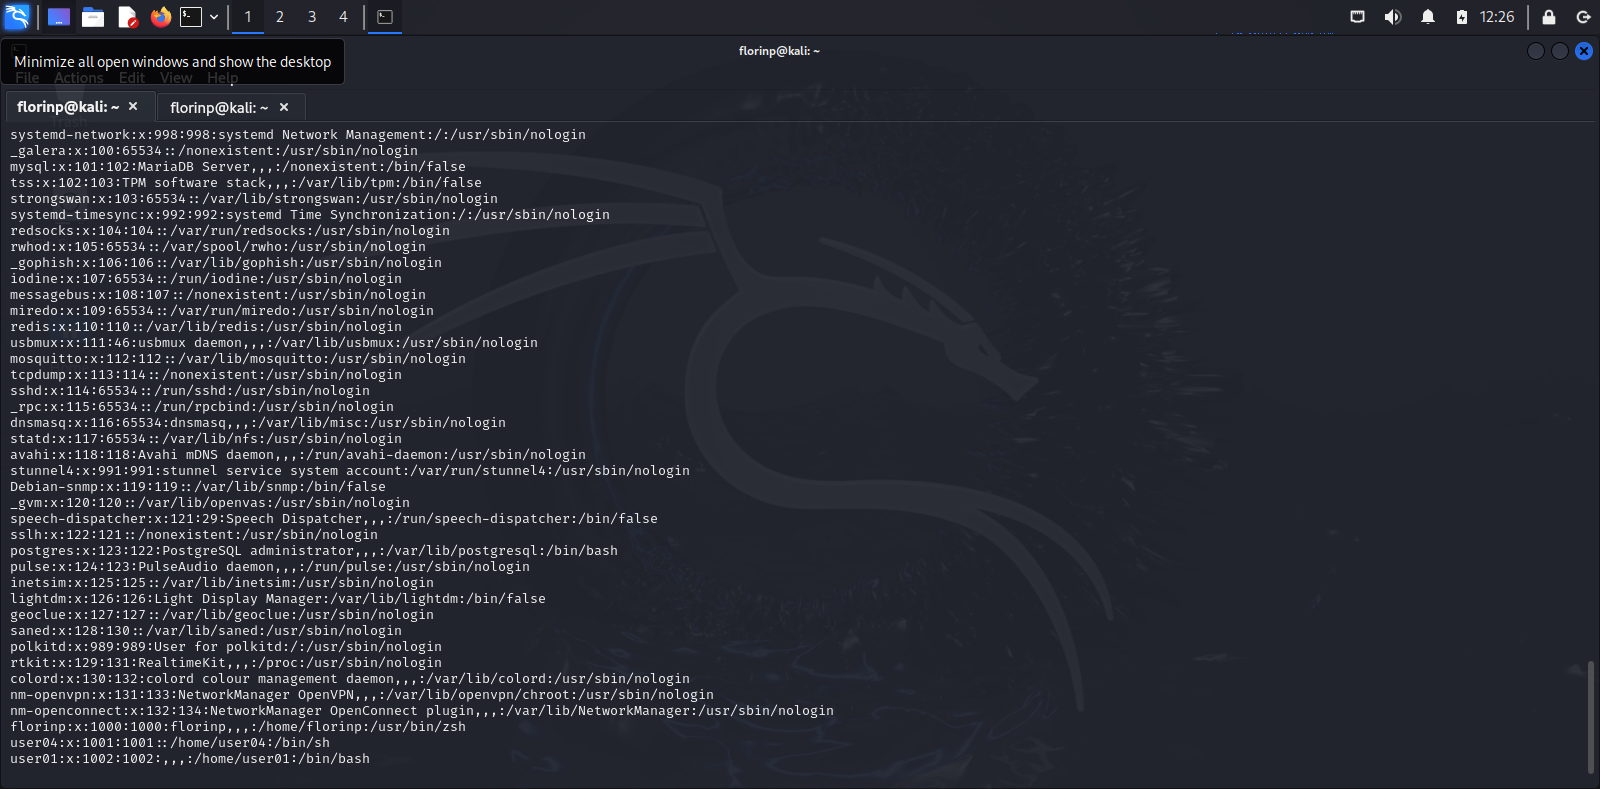 1 2 3 4
12:26
florinp@kali: ~
Minimize all open windows and show the desktop
File Actions Edit View Help
florinp@kali: ~ florinp@kali: ~
systemd-network:x:998:998:systemd Network Management:/:/usr/sbin/nologin
_galera:x:100:65534::/nonexistent:/usr/sbin/nologin
mysql:x:101:102:MariaDB Server,,,:/nonexistent:/bin/false
tss:x:102:103:TPM software stack,,,:/var/lib/tpm:/bin/false
strongswan:x:103:65534::/var/lib/strongswan:/usr/sbin/nologin
systemd-timesync:x:992:992:systemd Time Synchronization:/:/usr/sbin/nologin
redsocks:x:104:104::/var/run/redsocks:/usr/sbin/nologin
rwhod:x:105:65534::/var/spool/rwho:/usr/sbin/nologin
_gophish:x:106:106::/var/lib/gophish:/usr/sbin/nologin
iodine:x:107:65534::/run/iodine:/usr/sbin/nologin
messagebus:x:108:107::/nonexistent:/usr/sbin/nologin
miredo:x:109:65534::/var/run/miredo:/usr/sbin/nologin
redis:x:110:110::/var/lib/redis:/usr/sbin/nologin
usbmux:x:111:46:usbmux daemon,,,:/var/lib/usbmux:/usr/sbin/nologin
mosquitto:x:112:112::/var/lib/mosquitto:/usr/sbin/nologin
tcpdump:x:113:114::/nonexistent:/usr/sbin/nologin
sshd:x:114:65534::/run/sshd:/usr/sbin/nologin
_rpc:x:115:65534::/run/rpcbind:/usr/sbin/nologin
dnsmasq:x:116:65534:dnsmasq,,,:/var/lib/misc:/usr/sbin/nologin
statd:x:117:65534::/var/lib/nfs:/usr/sbin/nologin
avahi:x:118:118:Avahi mDNS daemon,,,:/run/avahi-daemon:/usr/sbin/nologin
stunnel4:x:991:991:stunnel service system account:/var/run/stunnel4:/usr/sbin/nologin
Debian-snmp:x:119:119::/var/lib/snmp:/bin/false
_gvm:x:120:120::/var/lib/openvas:/usr/sbin/nologin
speech-dispatcher:x:121:29:Speech Dispatcher,,,:/run/speech-dispatcher:/bin/false
sslh:x:122:121::/nonexistent:/usr/sbin/nologin
postgres:x:123:122:PostgreSQL administrator,,,:/var/lib/postgresql:/bin/bash
pulse:x:124:123:PulseAudio daemon,,,:/run/pulse:/usr/sbin/nologin
inetsim:x:125:125::/var/lib/inetsim:/usr/sbin/nologin
lightdm:x:126:126:Light Display Manager:/var/lib/lightdm:/bin/false
geoclue:x:127:127::/var/lib/geoclue:/usr/sbin/nologin
saned:x:128:130::/var/lib/saned:/usr/sbin/nologin
polkitd:x:989:989:User for polkitd:/:/usr/sbin/nologin
rtkit:x:129:131:RealtimeKit,,,:/proc:/usr/sbin/nologin
colord:x:130:132:colord colour management daemon,,,:/var/lib/colord:/usr/sbin/nologin
nm-openvpn:x:131:133:NetworkManager OpenVPN,,,:/var/lib/openvpn/chroot:/usr/sbin/nologin
nm-openconnect:x:132:134:NetworkManager OpenConnect plugin,,,:/var/lib/NetworkManager:/usr/sbin/nologin
florinp:x:1000:1000:florinp,,,:/home/florinp:/usr/bin/zsh
user04:x:1001:1001::/home/user04:/bin/sh
user01:x:1002:1002:,,,:/home/user01:/bin/bash